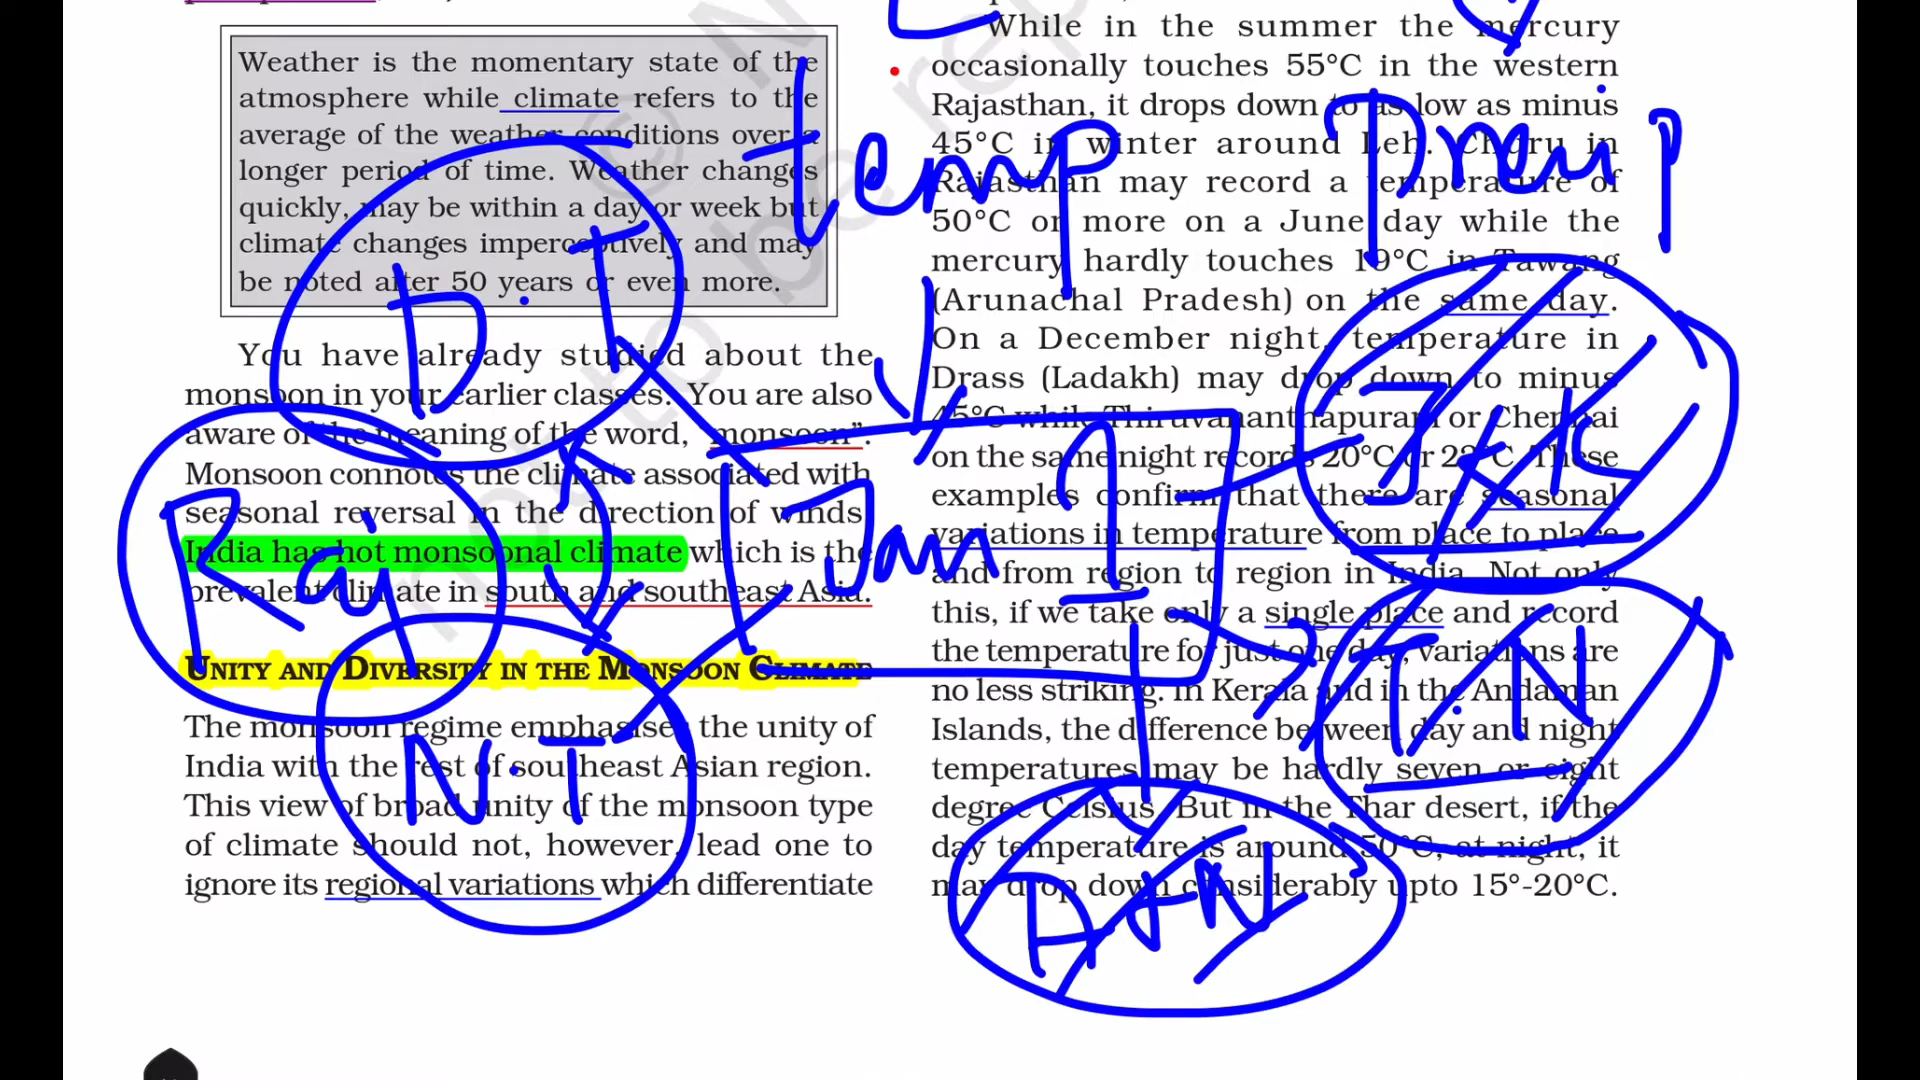 Weather is the momentary state of the
atmosphere while climate refers to the
average of the weather conditions over a
longer period of time. Weather changes
quickly, may be within a day or week but
climate changes imperceptively and may
be noted after 50 years or even more.
You have already studied about the
monsoon in your earlier classes. You are also
aware of the meaning of the word, "monsoon".
Monsoon connotes the climate associated with
seasonal reversal in the direction of winds.
India has hot monsoonal climate which is the
prevalent climate in south and southeast Asia.
UNITY AND DIVERSITY IN THE MONSOON CLIMATE
The monsoon regime emphasises the unity of
India with the rest of southeast Asian region.
This view of broad unity of the monsoon type
of climate should not, however, lead one to
ignore its regional variations which differentiate
While in the summer the mercury
occasionally touches 55°C in the western
Rajasthan, it drops down to as low as minus
45°C in winter around Leh. Churu in
Rajasthan may record a temperature of
50°C or more on a June day while the
mercury hardly touches 19°C in Tawang
(Arunachal Pradesh) on the same day.
On a December night, temperature in
Drass (Ladakh) may drop down to minus
45°C while Thiruvananthapuram or Chennai
on the same night records 20°C or 22°C. These
examples confirm that there are seasonal
variations in temperature from place to place
and from region to region in India. Not only
this, if we take only a single place and record
the temperature for just one day, variations are
no less striking. In Kerala and in the Andaman
Islands, the difference between day and night
temperatures may be hardly seven or eight
degree Celsius. But in the Thar desert, if the
day temperature is around 50°C, at night, it
may drop down considerably upto 15°-20°C.
temp
D.T
Raj
N.T
Jan
J&K
T.N